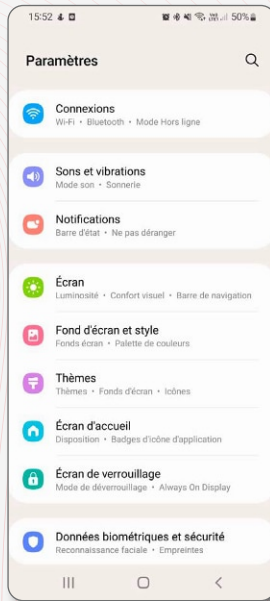 15:52
50%
Paramètres
Connexions
Wi-Fi • Bluetooth • Mode Hors ligne
Sons et vibrations
Mode son • Sonnerie
Notifications
Barre d'état • Ne pas déranger
Écran
Luminosité • Confort visuel • Barre de navigation
Fond d'écran et style
Fonds écran • Palette de couleurs
Thèmes
Thèmes • Fonds d'écran • Icônes
Écran d'accueil
Disposition • Badges d'icône d'application
Écran de verrouillage
Mode de déverrouillage • Always On Display
Données biométriques et sécurité
Reconnaissance faciale • Empreintes